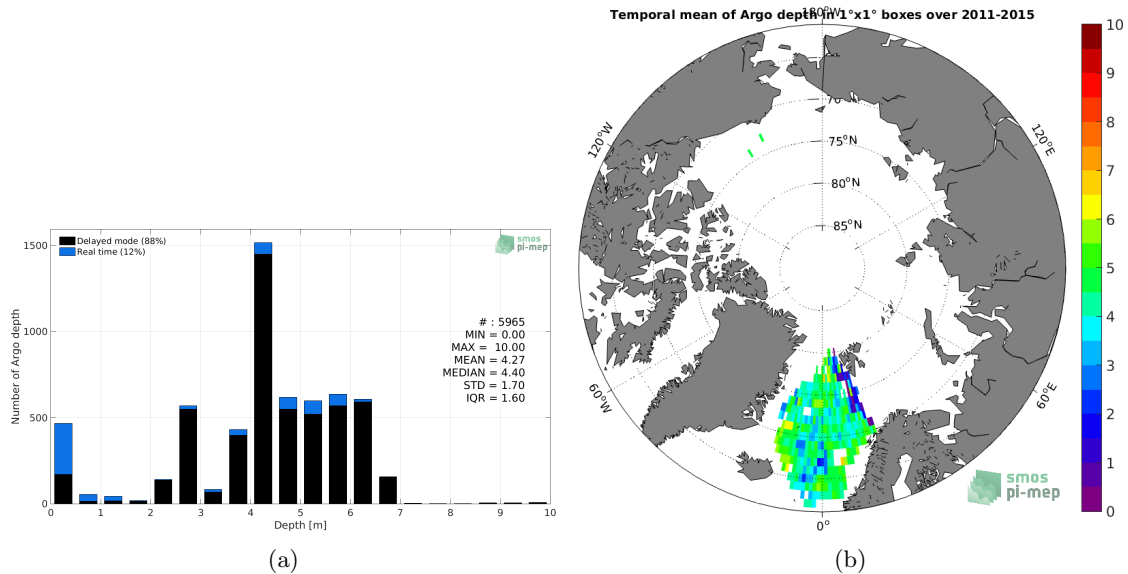 Temporal mean of Argo depth in 1°x1° boxes over 2011-2015
180°W
Delayed mode (88%)
Real time (12%)
smos
pi-mep
# : 5965
MIN = 0.00
MAX = 10.00
MEAN = 4.27
MEDIAN = 4.40
STD = 1.70
IQR = 1.60
Number of Argo depth
1500
1000
500
0
0 1 2 3 4 5 6 7 8 9 10
Depth [m]
(a)
70°N
75°N
80°N
85°N
120°W
120°E
60°W
60°E
0°
smos
pi-mep
10
9
8
7
6
5
4
3
2
1
0
(b)